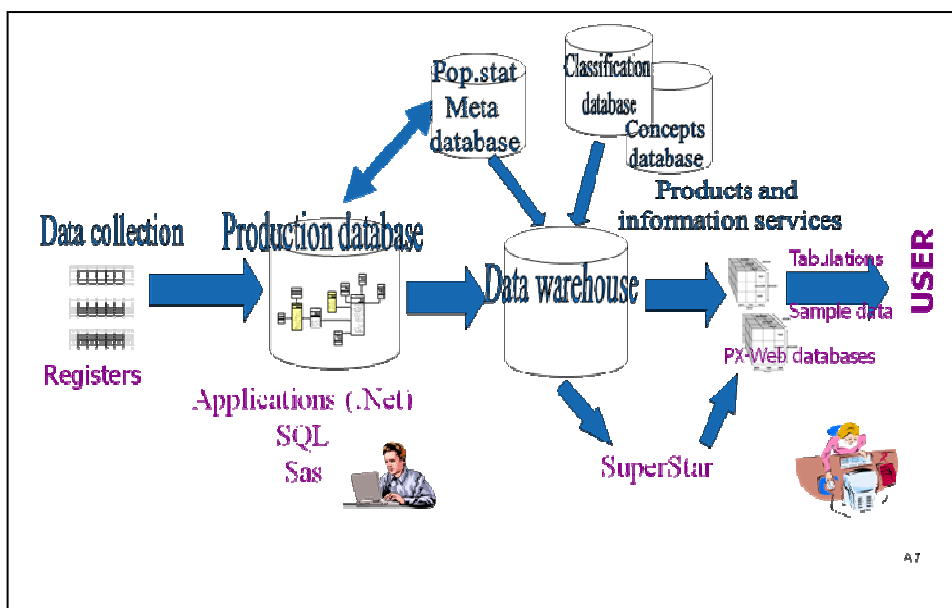 Pop.stat
Meta
database
Classification
database
Concepts
database
Products and
information services
Data collection
Production database
Data warehouse
Tabulations
Sample data
PX-Web databases
USER
Registers
Applications (.Net)
SQL
Sas
SuperStar
A7